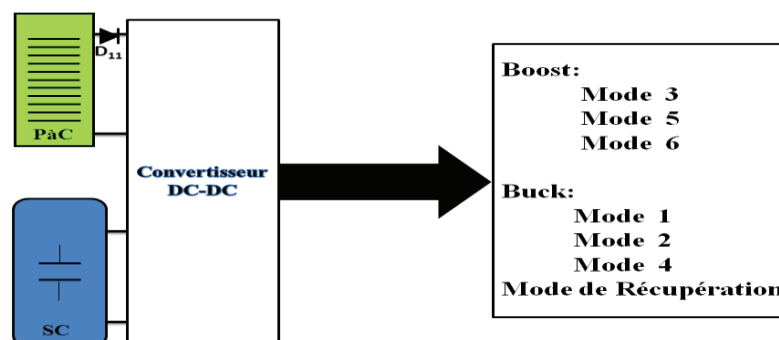 D11
PàC
SC
Convertisseur
DC-DC
Boost:
Mode 3
Mode 5
Mode 6
Buck:
Mode 1
Mode 2
Mode 4
Mode de Récupération